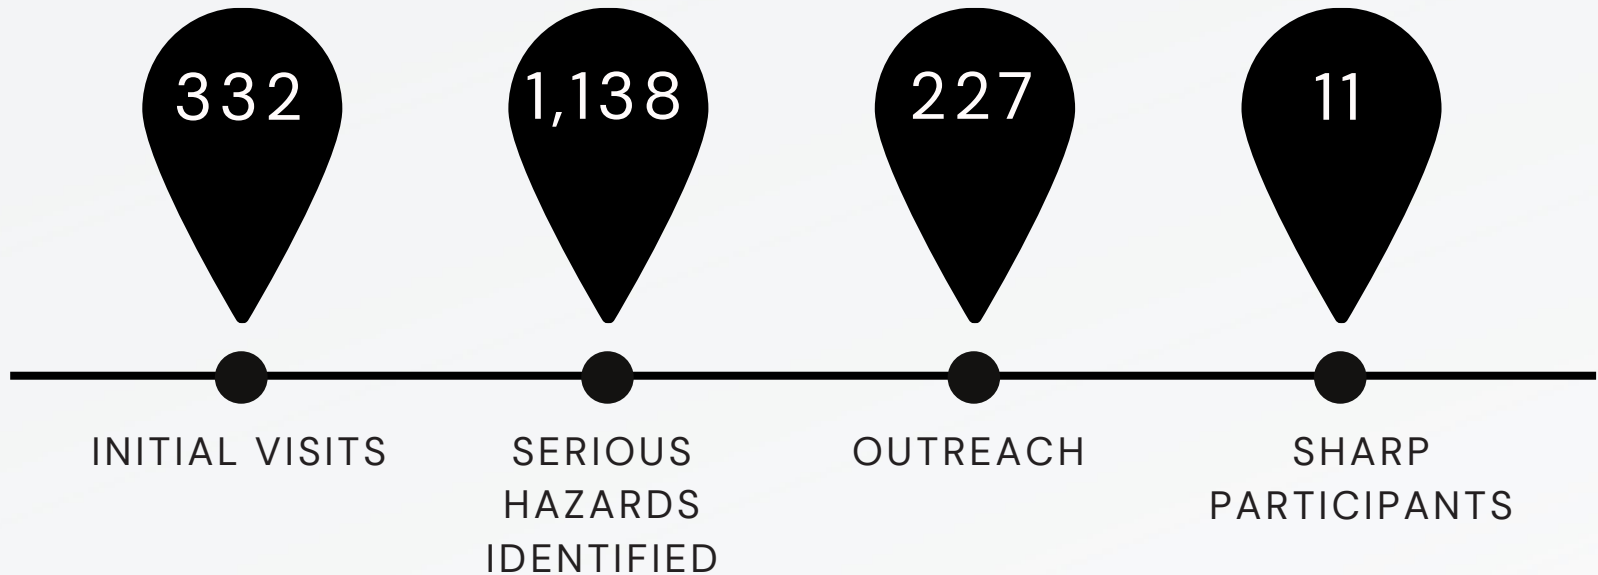 332
1,138
227
11
INITIAL VISITS
SERIOUS
HAZARDS
IDENTIFIED
OUTREACH
SHARP
PARTICIPANTS